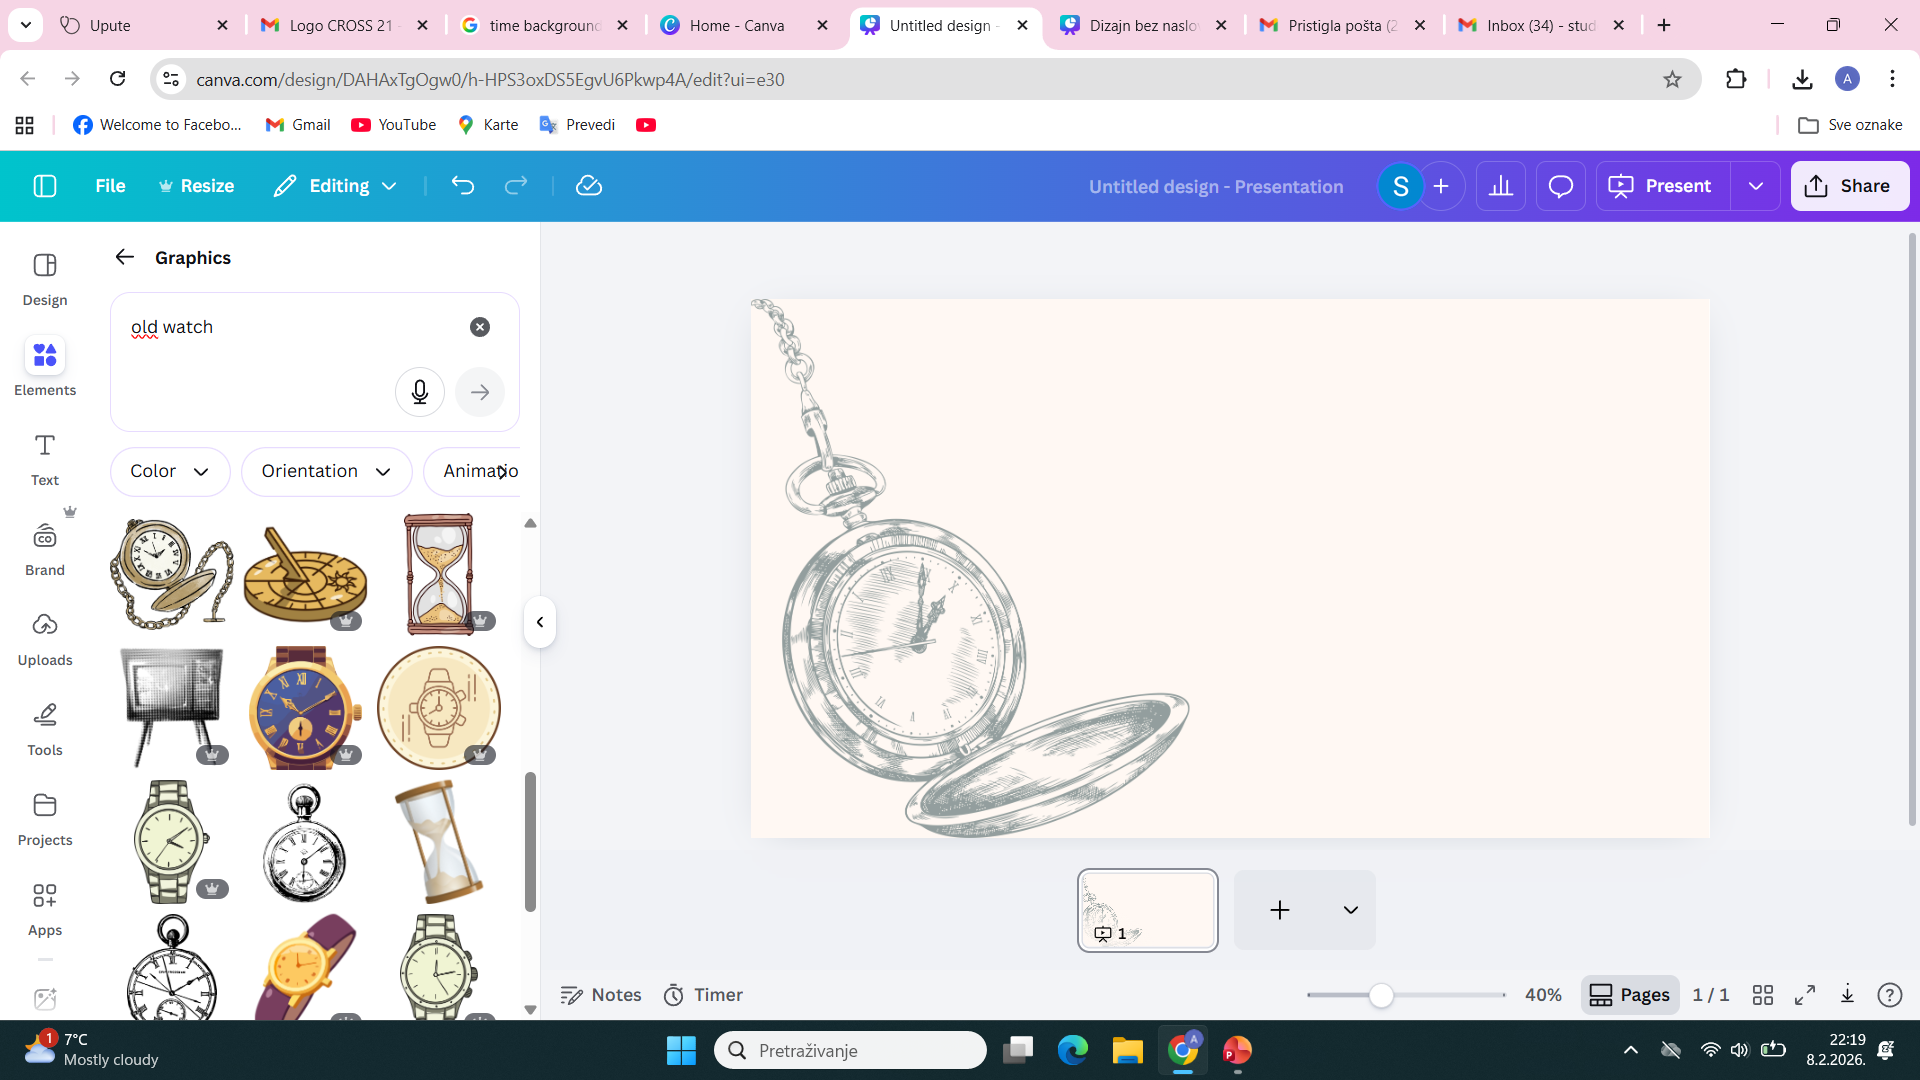 Upute
Logo CROSS 21 -
time background
Home - Canva
Untitled design -
Dizajn bez naslo
Pristigla pošta (2
Inbox (34) - stud
canva.com/design/DAHAxTgOgw0/h-HPS3oxDS5EgvU6Pkwp4A/edit?ui=e30
A
Welcome to Facebo...
Gmail
YouTube
Karte
Prevedi
Sve oznake
File
Resize
Editing
Untitled design - Presentation
S
Present
Share
Design
Elements
Text
Brand
Uploads
Tools
Projects
Apps
Graphics
old watch
Color
Orientation
Animatio
1
Notes
Timer
40%
Pages
1 / 1
1
7°C
Mostly cloudy
Pretraživanje
22:19
8.2.2026.